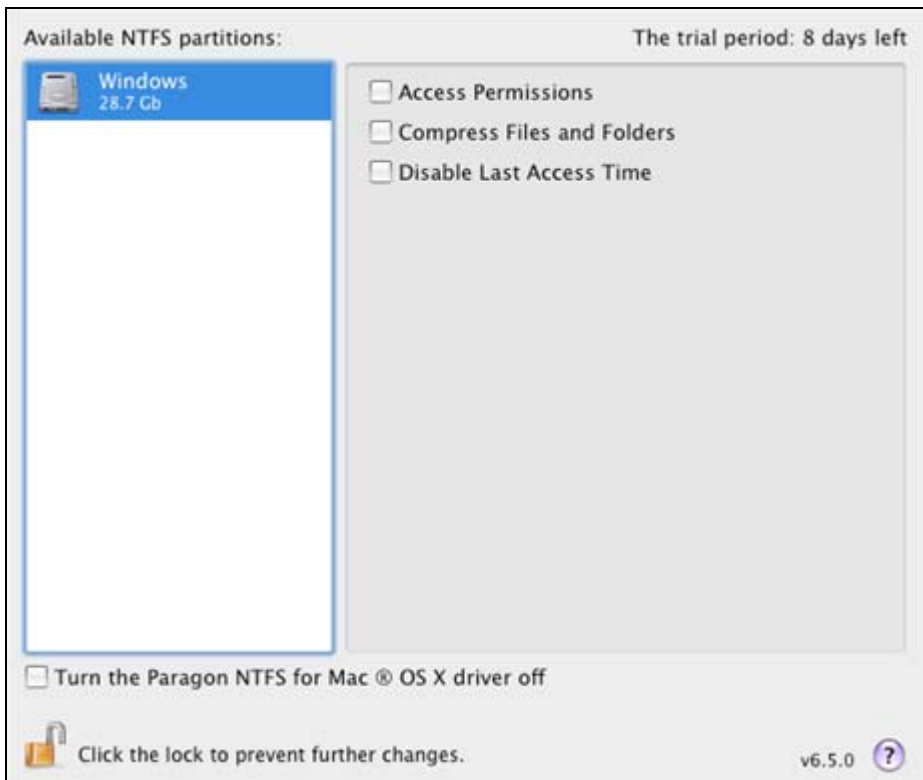 Available NTFS partitions:
The trial period: 8 days left
Windows
28.7 Gb
Access Permissions
Compress Files and Folders
Disable Last Access Time
Turn the Paragon NTFS for Mac ® OS X driver off
Click the lock to prevent further changes.
v6.5.0
?